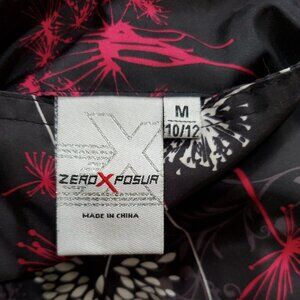 ZEROXPOSUR
MADE IN CHINA
M
10/12